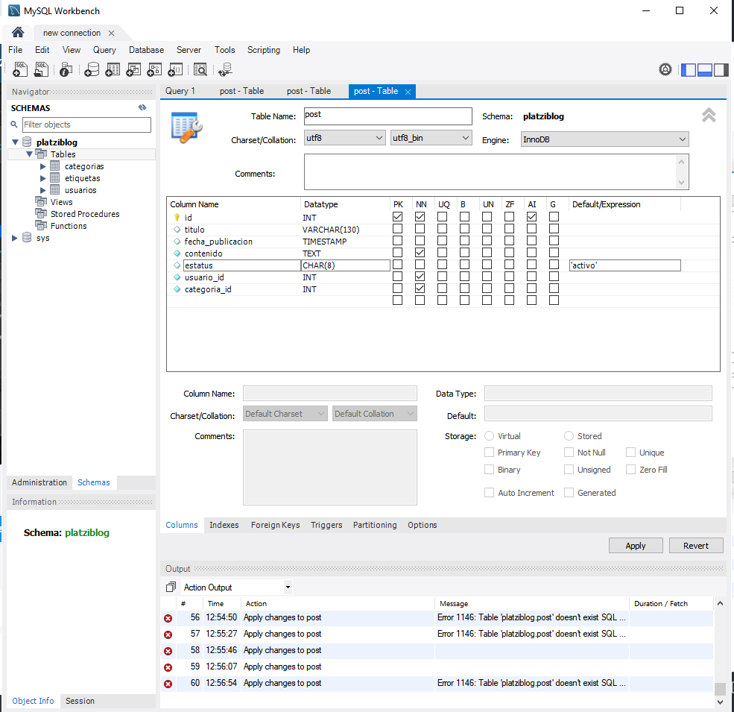 MySQL Workbench
new connection
File Edit View Query Database Server Tools Scripting Help
Navigator
SCHEMAS
Filter objects
platziblog
Tables
categorias
etiquetas
usuarios
Views
Stored Procedures
Functions
sys
Administration Schemas
Information
Schema: platziblog
Object Info Session
Query 1 post - Table post - Table post - Table
Table Name: post Schema: platziblog
Charset/Collation: utf8 utf8_bin Engine: InnoDB
Comments:
Column Name Datatype PK NN UQ B UN ZF AI G Default/Expression
id INT
titulo VARCHAR(130)
fecha_publicacion TIMESTAMP
contenido TEXT
estatus CHAR(8) 'activo'
usuario_id INT
categoria_id INT
Column Name: Data Type:
Charset/Collation: Default Charset Default Collation Default:
Comments: Storage: Virtual Stored
Primary Key Not Null Unique
Binary Unsigned Zero Fill
Auto Increment Generated
Columns Indexes Foreign Keys Triggers Partitioning Options
Apply Revert
Output
Action Output
# Time Action Message Duration / Fetch
56 12:54:50 Apply changes to post Error 1146: Table 'platziblog.post' doesn't exist SQL ...
57 12:55:27 Apply changes to post Error 1146: Table 'platziblog.post' doesn't exist SQL ...
58 12:55:46 Apply changes to post
59 12:56:07 Apply changes to post
60 12:56:54 Apply changes to post Error 1146: Table 'platziblog.post' doesn't exist SQL ...